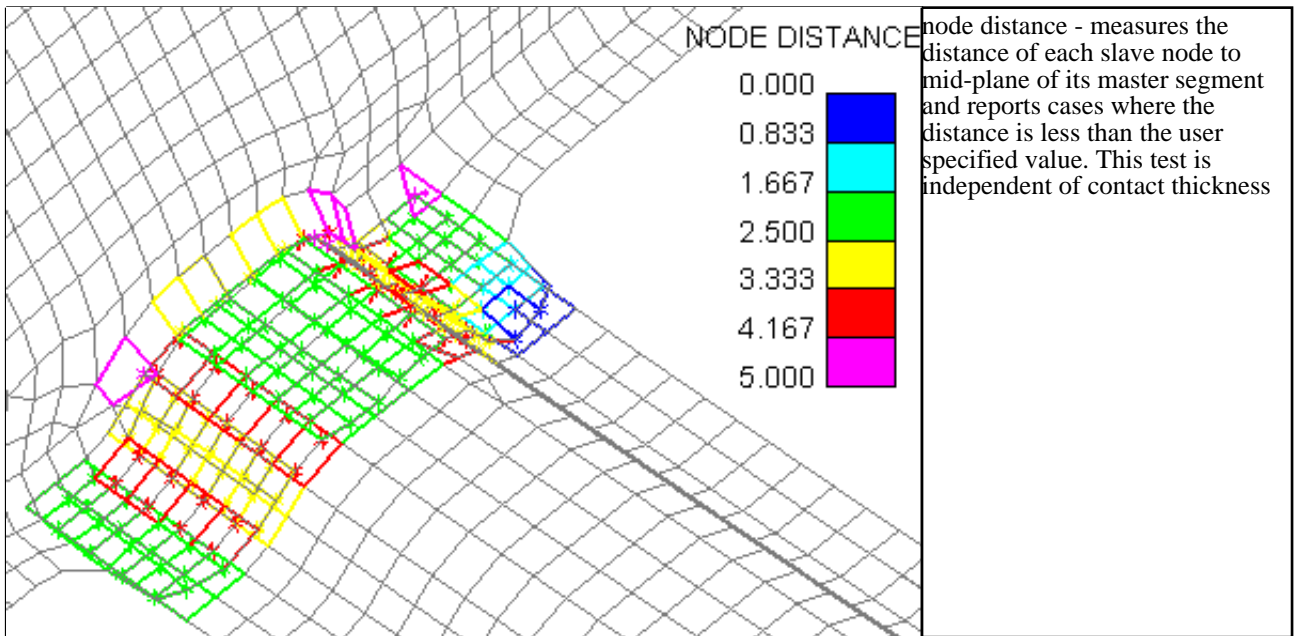 NODE DISTANCE
0.000
0.833
1.667
2.500
3.333
4.167
5.000
node distance - measures the
distance of each slave node to
mid-plane of its master segment
and reports cases where the
distance is less than the user
specified value. This test is
independent of contact thickness